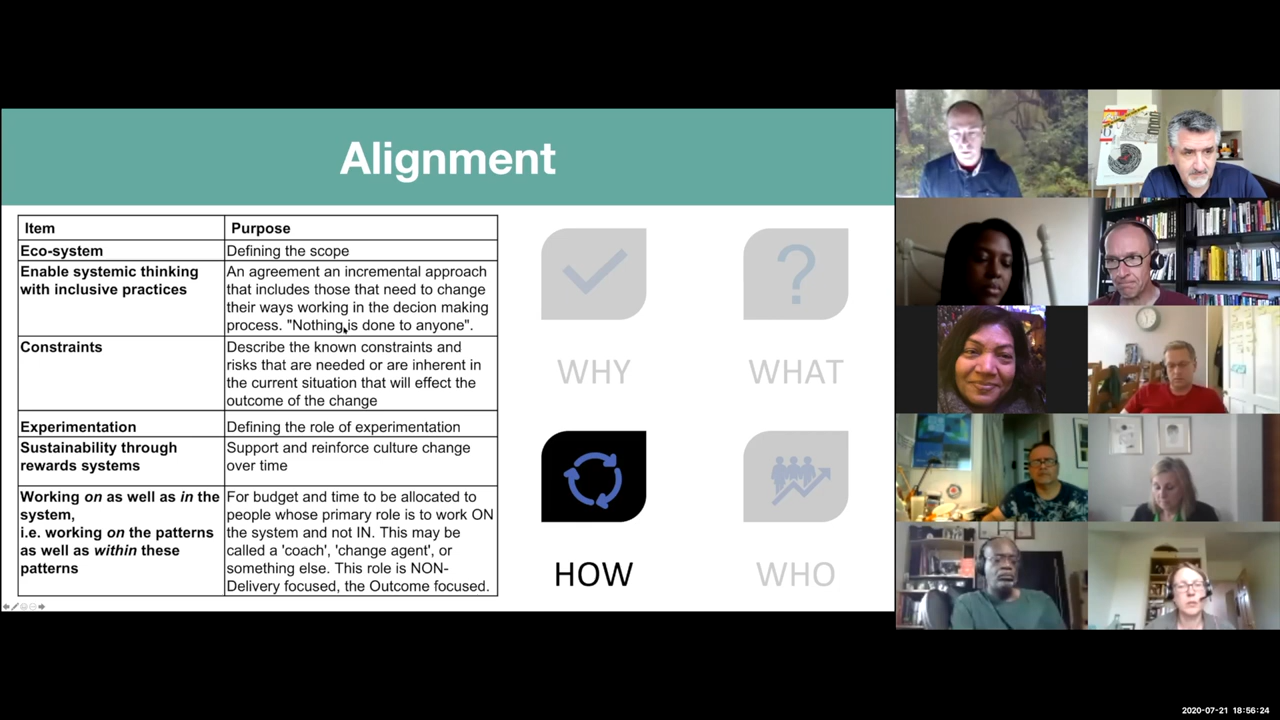 Alignment
Item
Purpose
Eco-system
Defining the scope
Enable systemic thinking
with inclusive practices
An agreement an incremental approach
that includes those that need to change
their ways working in the decion making
process. "Nothing is done to anyone".
Constraints
Describe the known constraints and
risks that are needed or are inherent in
the current situation that will effect the
outcome of the change
Experimentation
Defining the role of experimentation
Sustainability through
rewards systems
Support and reinforce culture change
over time
Working on as well as in the
system,
i.e. working on the patterns
as well as within these
patterns
For budget and time to be allocated to
people whose primary role is to work ON
the system and not IN. This may be
called a 'coach', 'change agent', or
something else. This role is NON-
Delivery focused, the Outcome focused.
?
WHY
WHAT
HOW
WHO
2020-07-21 18:56:24